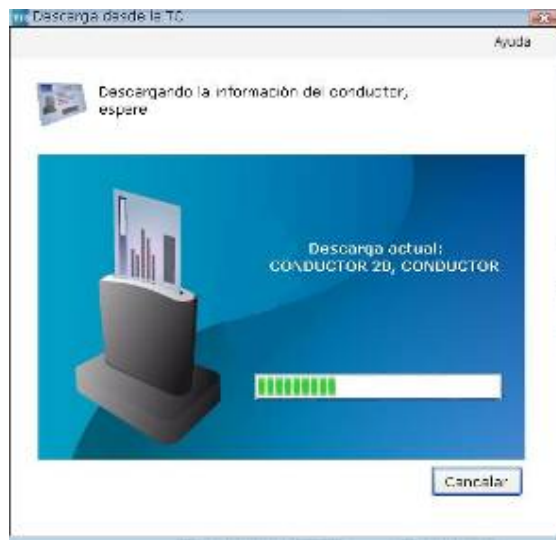 Descarga desde la TC
Ayuda
Descargando la información del conductor,
espere
Descarga actual:
CONDUCTOR 20, CONDUCTOR
Cancelar